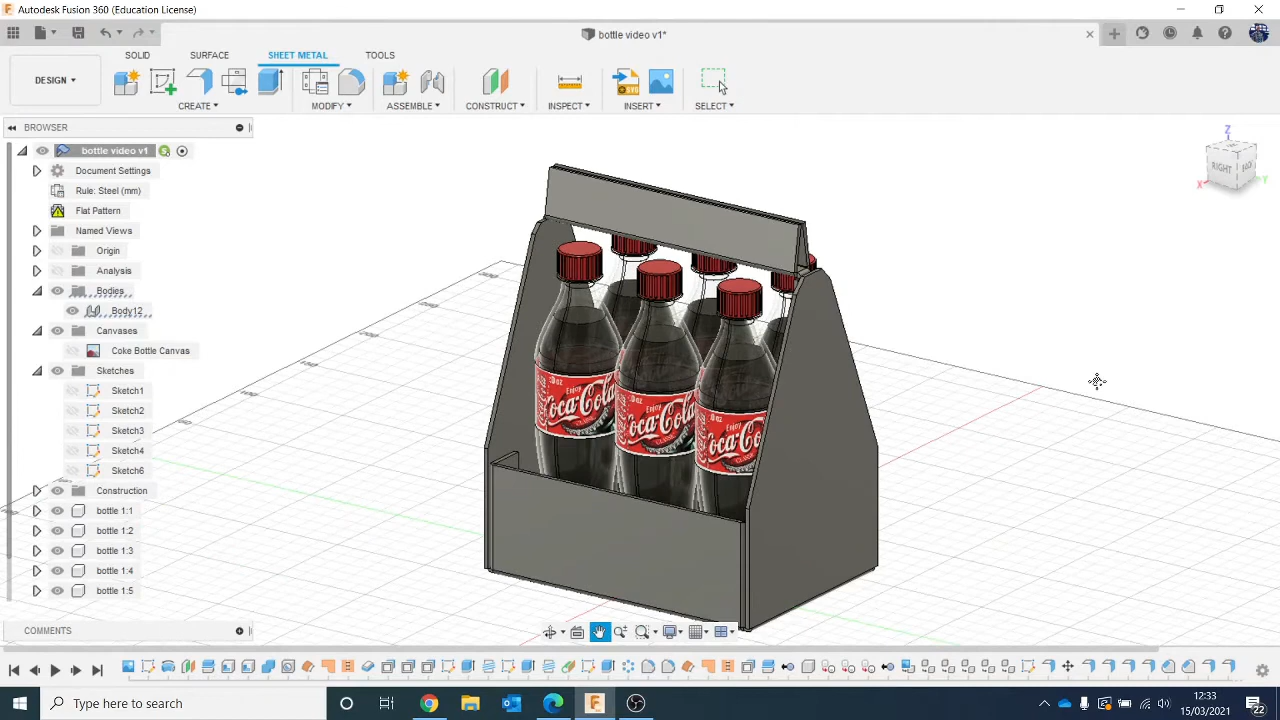 Autodesk Fusion 360 (Education License)
bottle video v1*
DESIGN
SOLID
SURFACE
SHEET METAL
TOOLS
CREATE
MODIFY
ASSEMBLE
CONSTRUCT
INSPECT
INSERT
SELECT
BROWSER
bottle video v1
Document Settings
Rule: Steel (mm)
Flat Pattern
Named Views
Origin
Analysis
Bodies
Body12
Canvases
Coke Bottle Canvas
Sketches
Sketch1
Sketch2
Sketch3
Sketch4
Sketch6
Construction
bottle 1:1
bottle 1:2
bottle 1:3
bottle 1:4
bottle 1:5
Z
RIGHT
X
Y
Enjoy
Coca-Cola
Enjoy
Coca-Cola
Enjoy
COMMENTS
Type here to search
12:33
15/03/2021
22